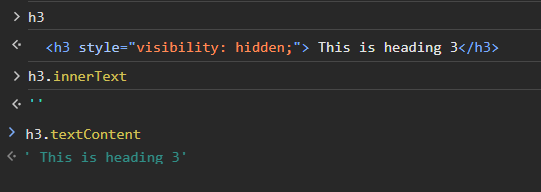 > h3
<h3 style="visibility: hidden;"> This is heading 3</h3>
> h3.innerText
''
> h3.textContent
' This is heading 3'